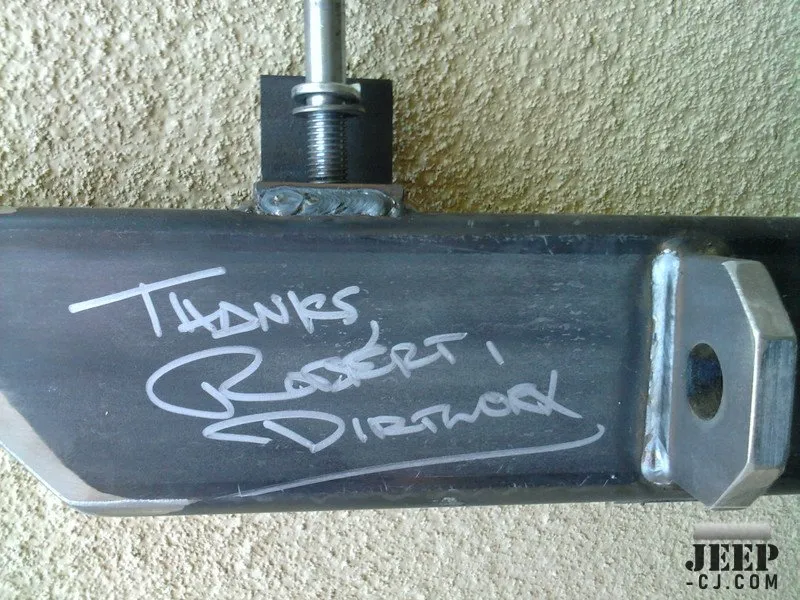 THANKS,
ROBERT,
DIRTWORX
JEEP
-CJ.COM